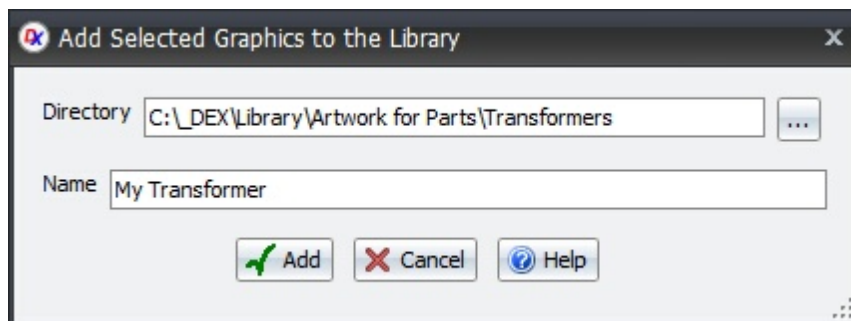 DX Add Selected Graphics to the Library x
Directory C:\_DEX\Library\Artwork for Parts\Transformers ...
Name My Transformer
Add Cancel Help